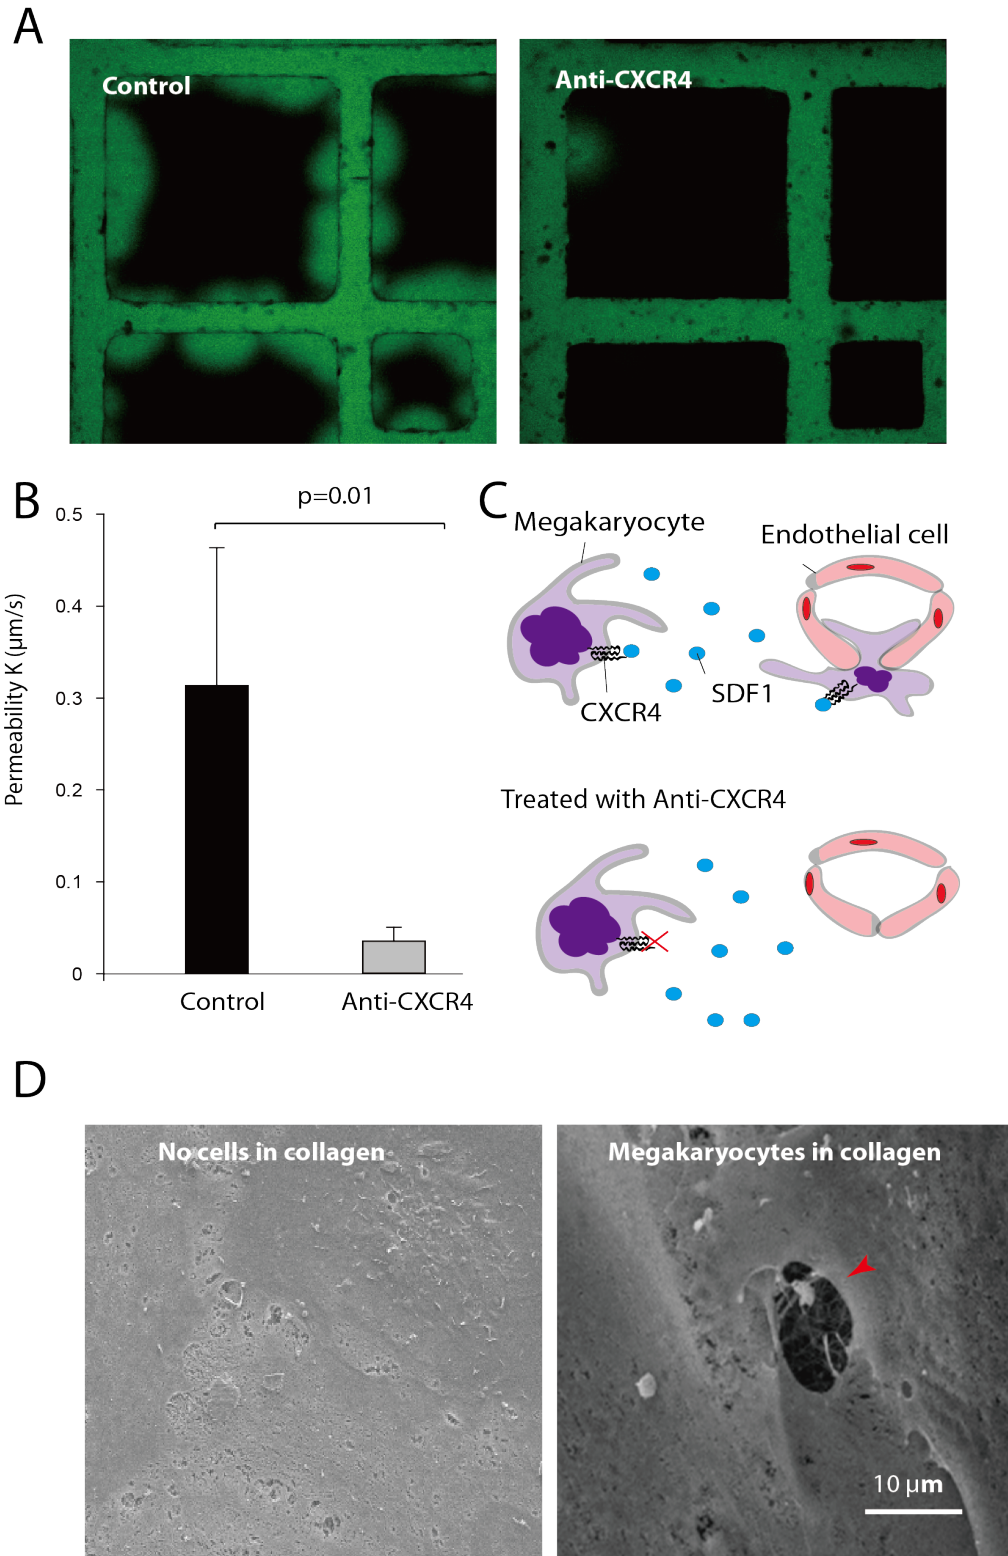 A
Control
Anti-CXCR4
B
p=0.01
0.5
0.4
0.3
0.2
0.1
0
Permeability K (µm/s)
Control
Anti-CXCR4
C
Megakaryocyte
Endothelial cell
SDF1
CXCR4
Treated with Anti-CXCR4
D
No cells in collagen
Megakaryocytes in collagen
10 µm